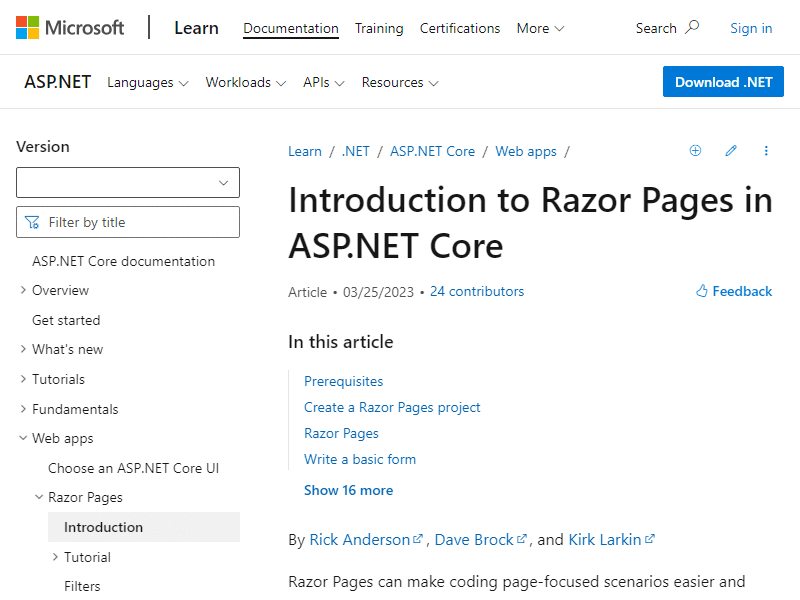 Microsoft Learn Documentation Training Certifications More Search Sign in
ASP.NET Languages Workloads APIs Resources Download .NET
Version
Filter by title
ASP.NET Core documentation
Overview
Get started
What's new
Tutorials
Fundamentals
Web apps
Choose an ASP.NET Core UI
Razor Pages
Introduction
Tutorial
Filters
Learn / .NET / ASP.NET Core / Web apps /
Introduction to Razor Pages in
ASP.NET Core
Article • 03/25/2023 • 24 contributors Feedback
In this article
Prerequisites
Create a Razor Pages project
Razor Pages
Write a basic form
Show 16 more
By Rick Anderson, Dave Brock, and Kirk Larkin
Razor Pages can make coding page-focused scenarios easier and